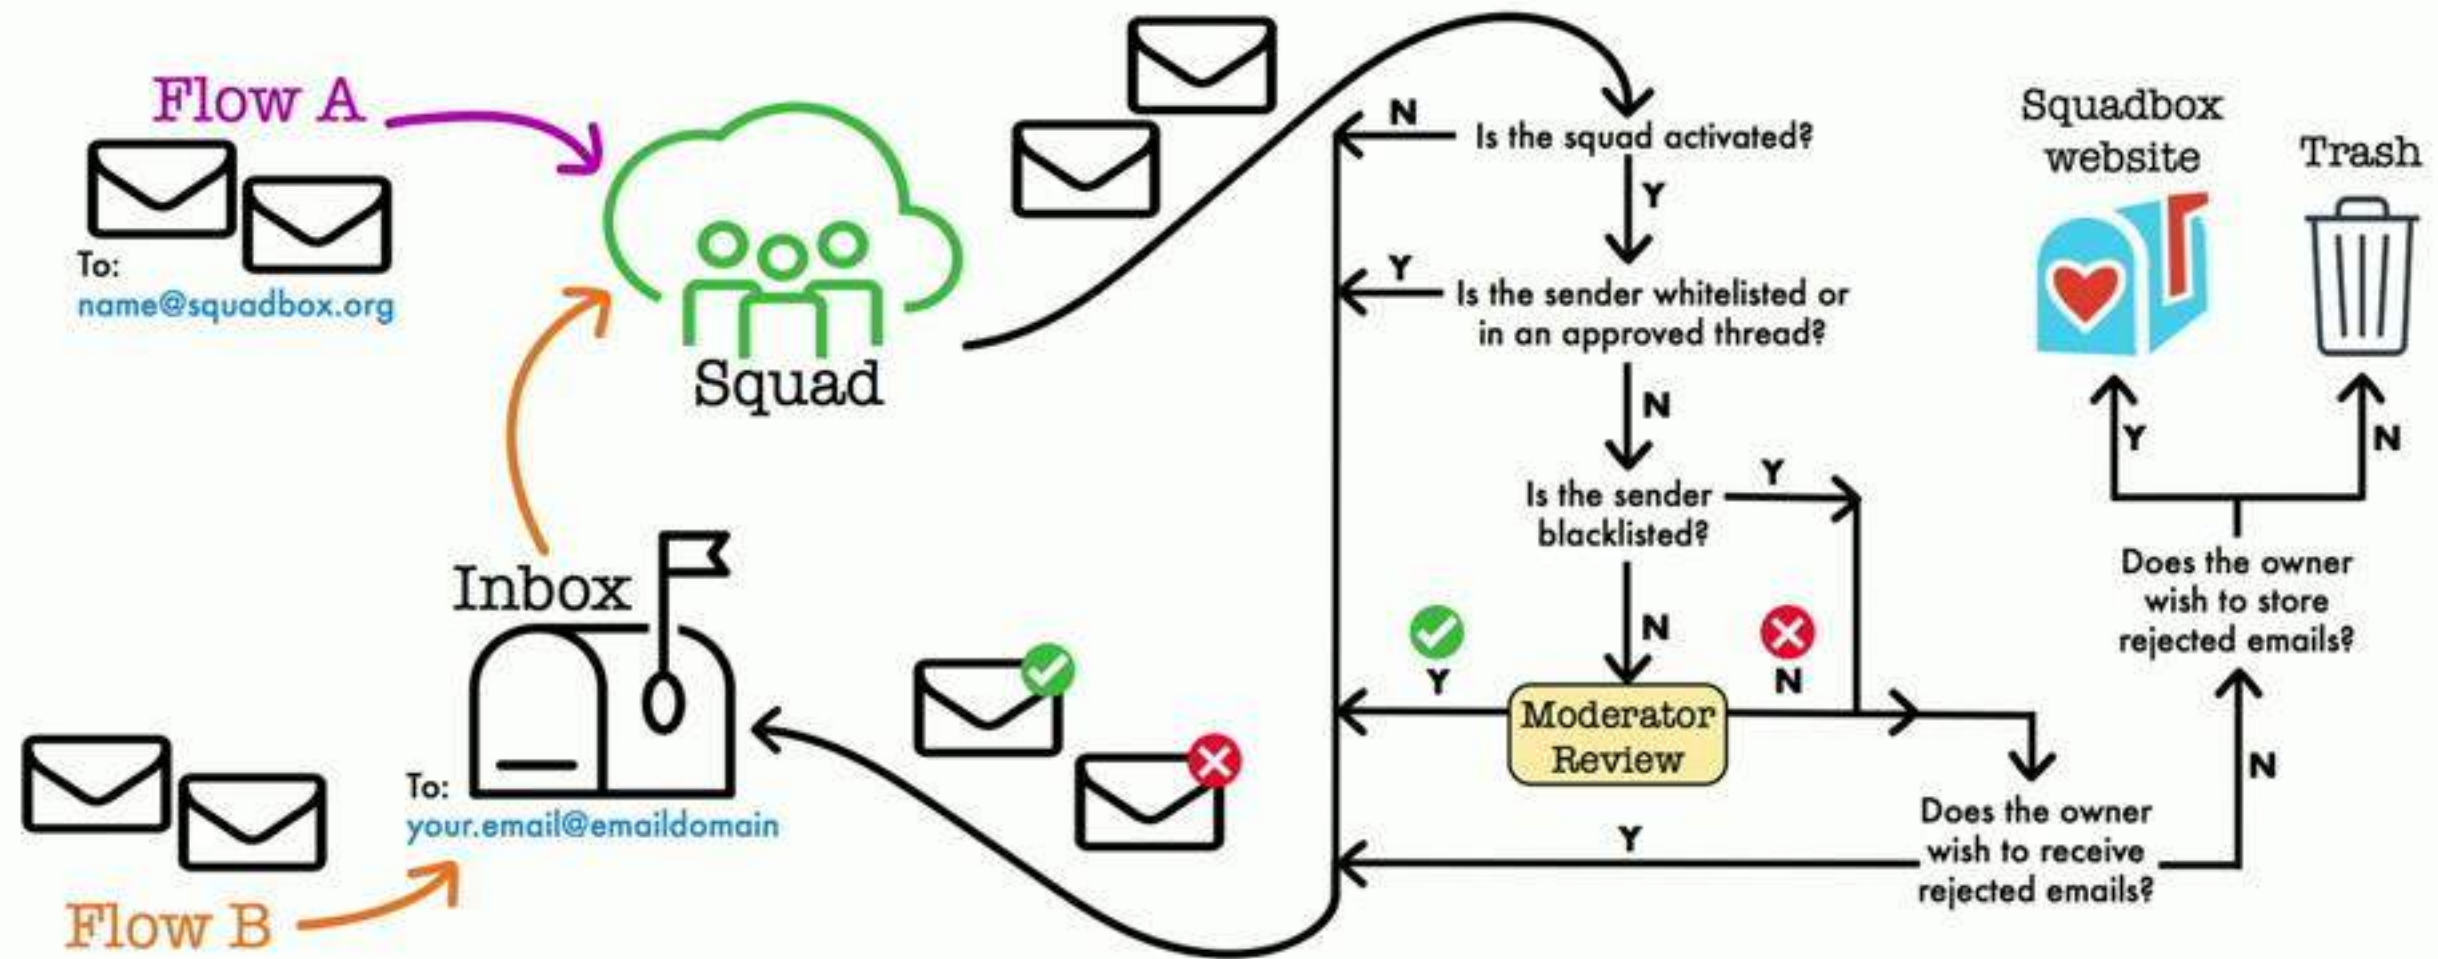 Flow A
To:
name@squadbox.org
Squad
Inbox
To:
your.email@emaildomain
Flow B
N
Is the squad activated?
Y
Y
Is the sender whitelisted or
in an approved thread?
N
Is the sender
blacklisted?
Y
N
Y
N
Moderator
Review
Does the owner
wish to receive
rejected emails?
Y
N
Does the owner
wish to store
rejected emails?
Y
N
Squadbox
website
Trash